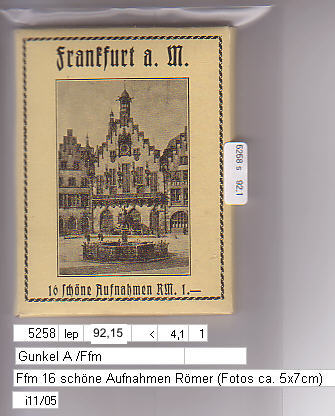 Frankfurt a. M.
5258 s 92.1
16 schöne Aufnahmen RM. 1.—
5258 lep 92,15 < 4,1 1
Gunkel A /Ffm
Ffm 16 schöne Aufnahmen Römer (Fotos ca. 5x7cm)
i11/05